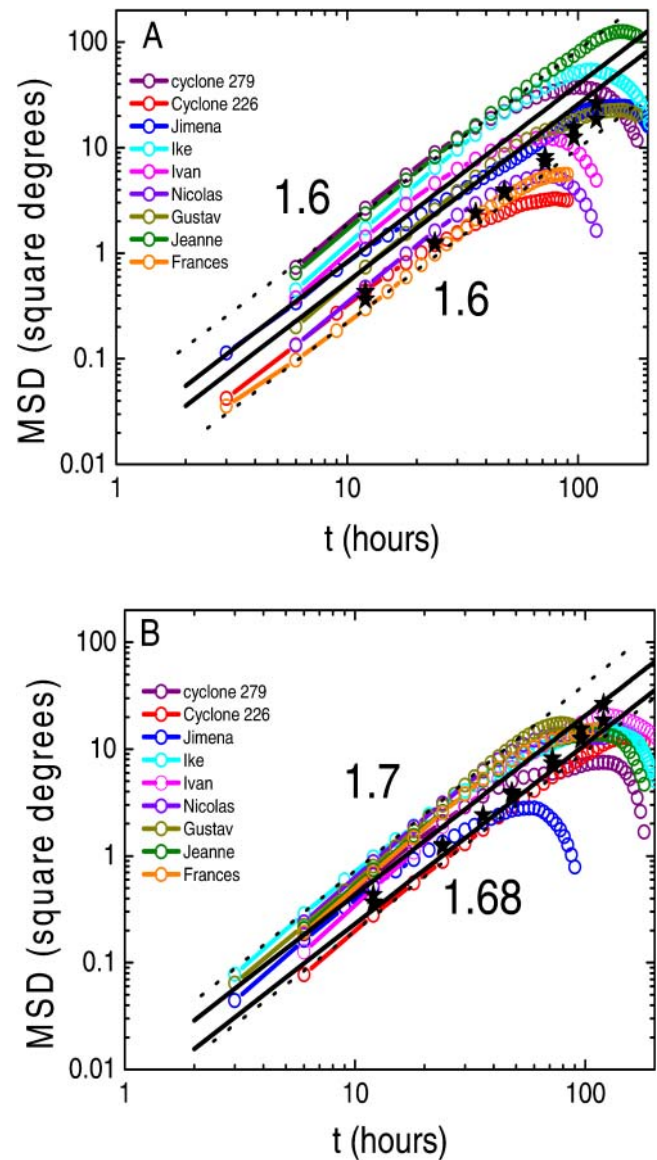 A
100
10
1
0.1
0.01
MSD (square degrees)
cyclone 279
Cyclone 226
Jimena
Ike
Ivan
Nicolas
Gustav
Jeanne
Frances
1.6
1.6
1
10
100
t (hours)
B
100
10
1
0.1
0.01
MSD (square degrees)
cyclone 279
Cyclone 226
Jimena
Ike
Ivan
Nicolas
Gustav
Jeanne
Frances
1.7
1.68
1
10
100
t (hours)